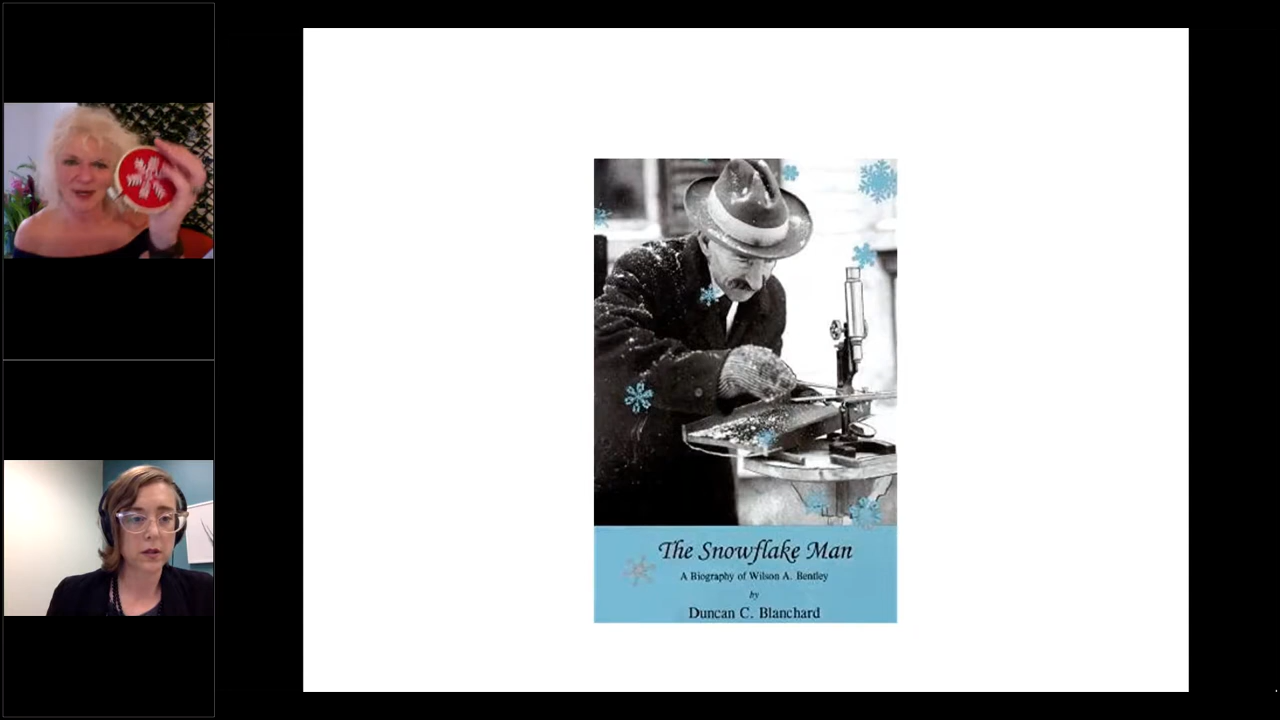 The Snowflake Man
A Biography of Wilson A. Bentley
by
Duncan C. Blanchard